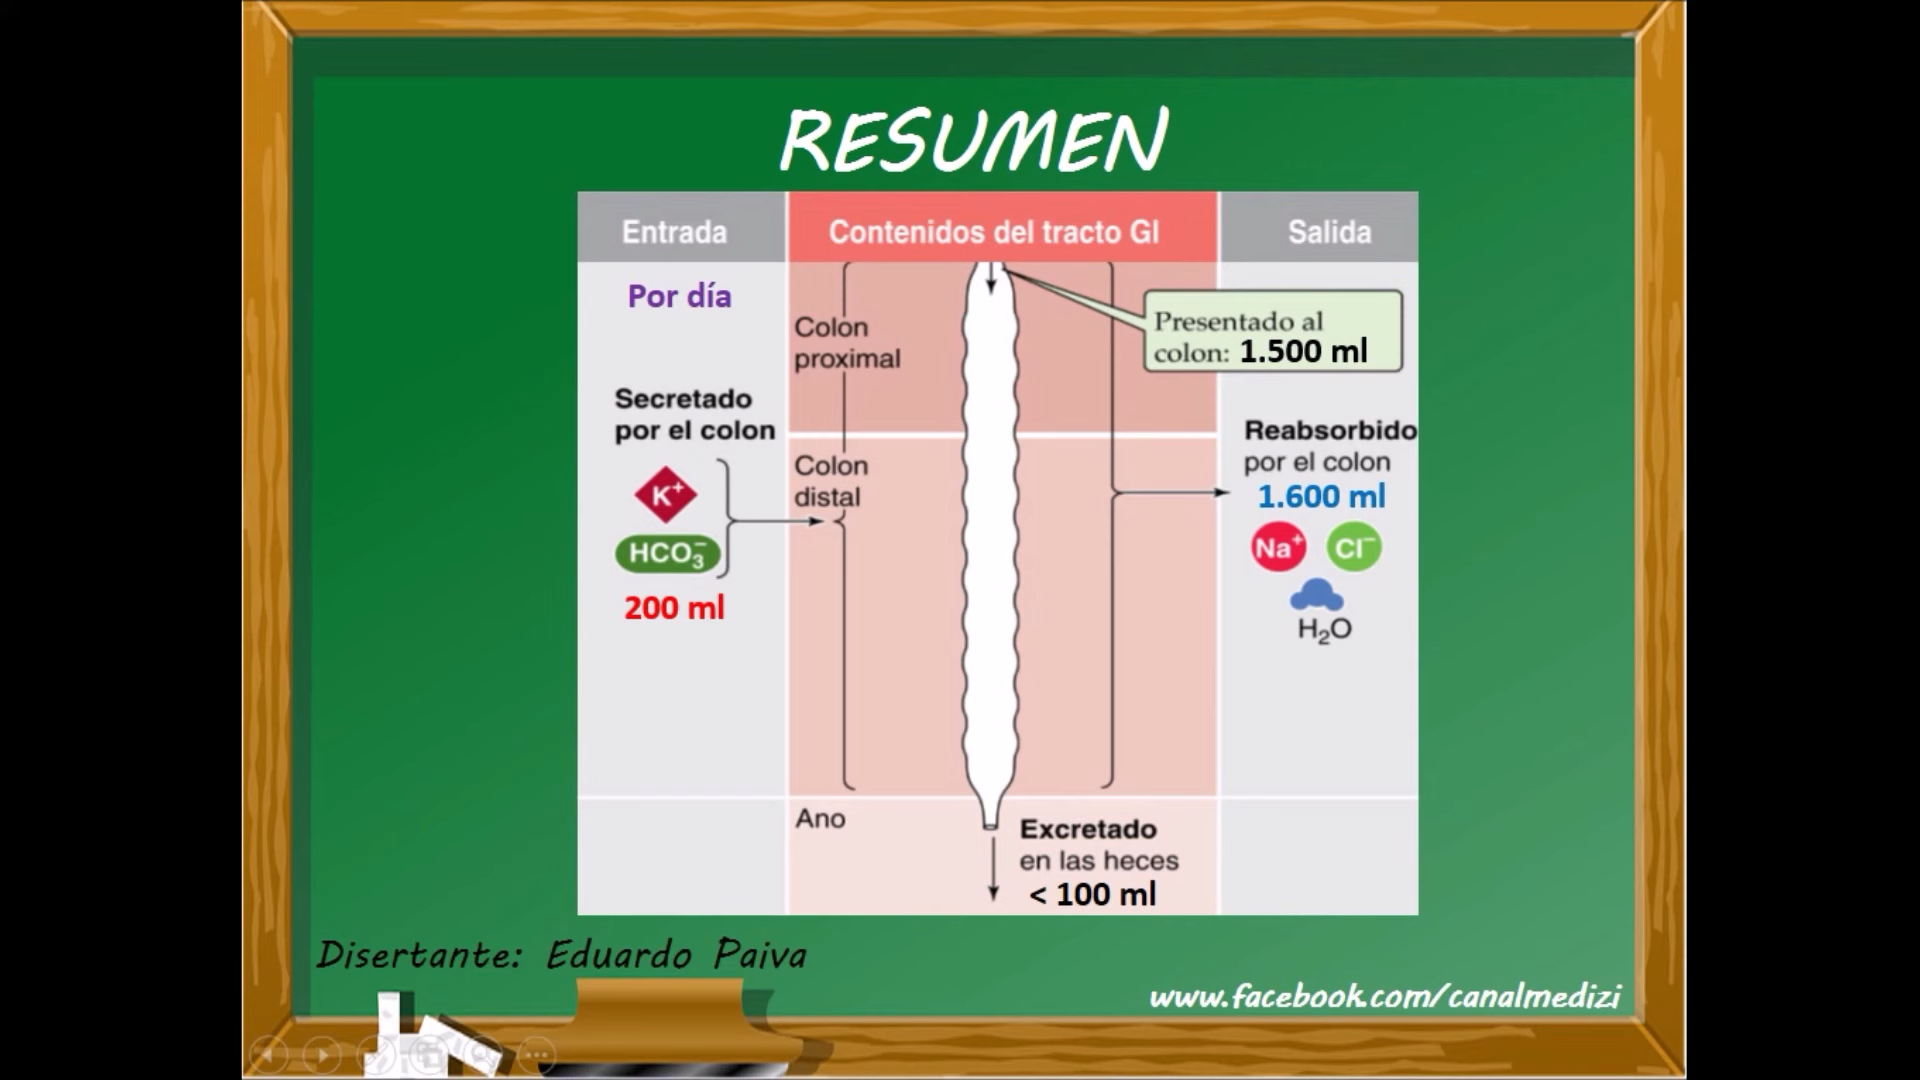 RESUMEN
Entrada
Contenidos del tracto GI
Salida
Por día
Colon
proximal
Presentado al
colon: 1.500 ml
Secretado
por el colon
K⁺
HCO₃⁻
200 ml
Colon
distal
Reabsorbido
por el colon
1.600 ml
Na⁺ Cl⁻
H₂O
Ano
Excretado
en las heces
< 100 ml
Disertante: Eduardo Paiva
www.facebook.com/canalmedizi